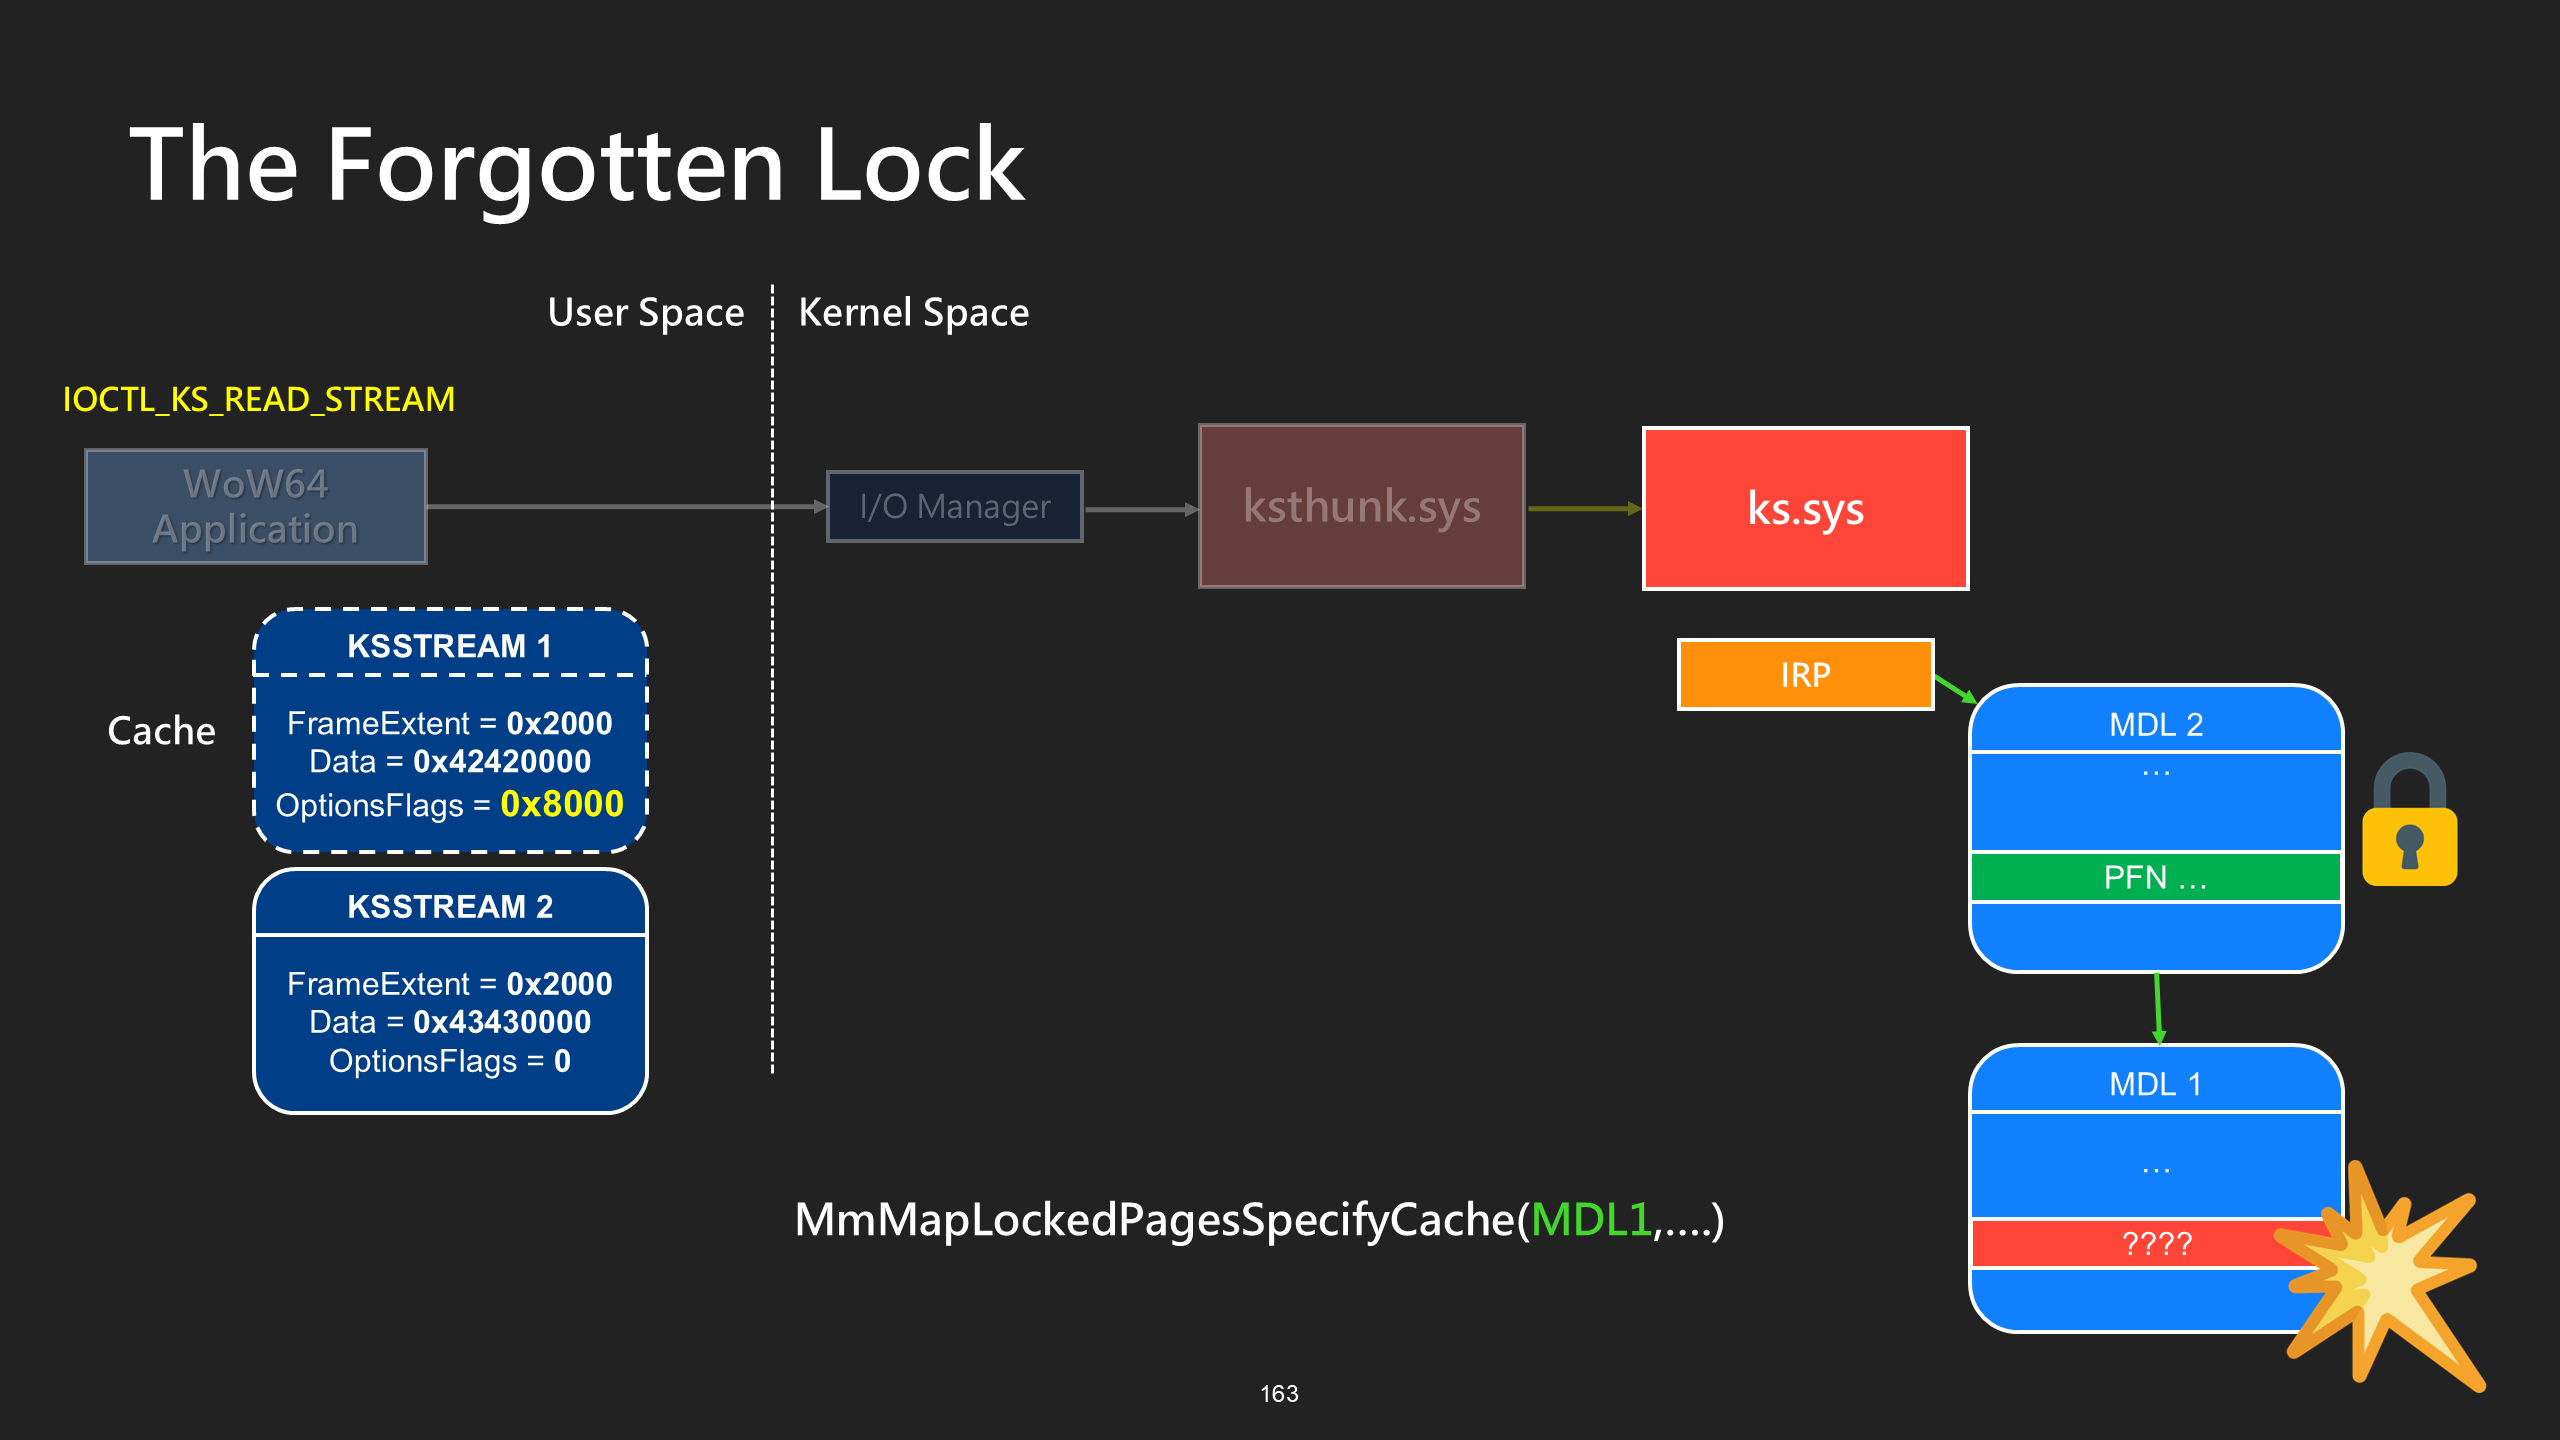 The Forgotten Lock
User Space
Kernel Space
IOCTL_KS_READ_STREAM
WoW64
Application
I/O Manager
ksthunk.sys
ks.sys
Cache
KSSTREAM 1
FrameExtent = 0x2000
Data = 0x42420000
OptionsFlags = 0x8000
KSSTREAM 2
FrameExtent = 0x2000
Data = 0x43430000
OptionsFlags = 0
IRP
MDL 2
...
PFN ...
MDL 1
...
????
MmMapLockedPagesSpecifyCache(MDL1,....)
163